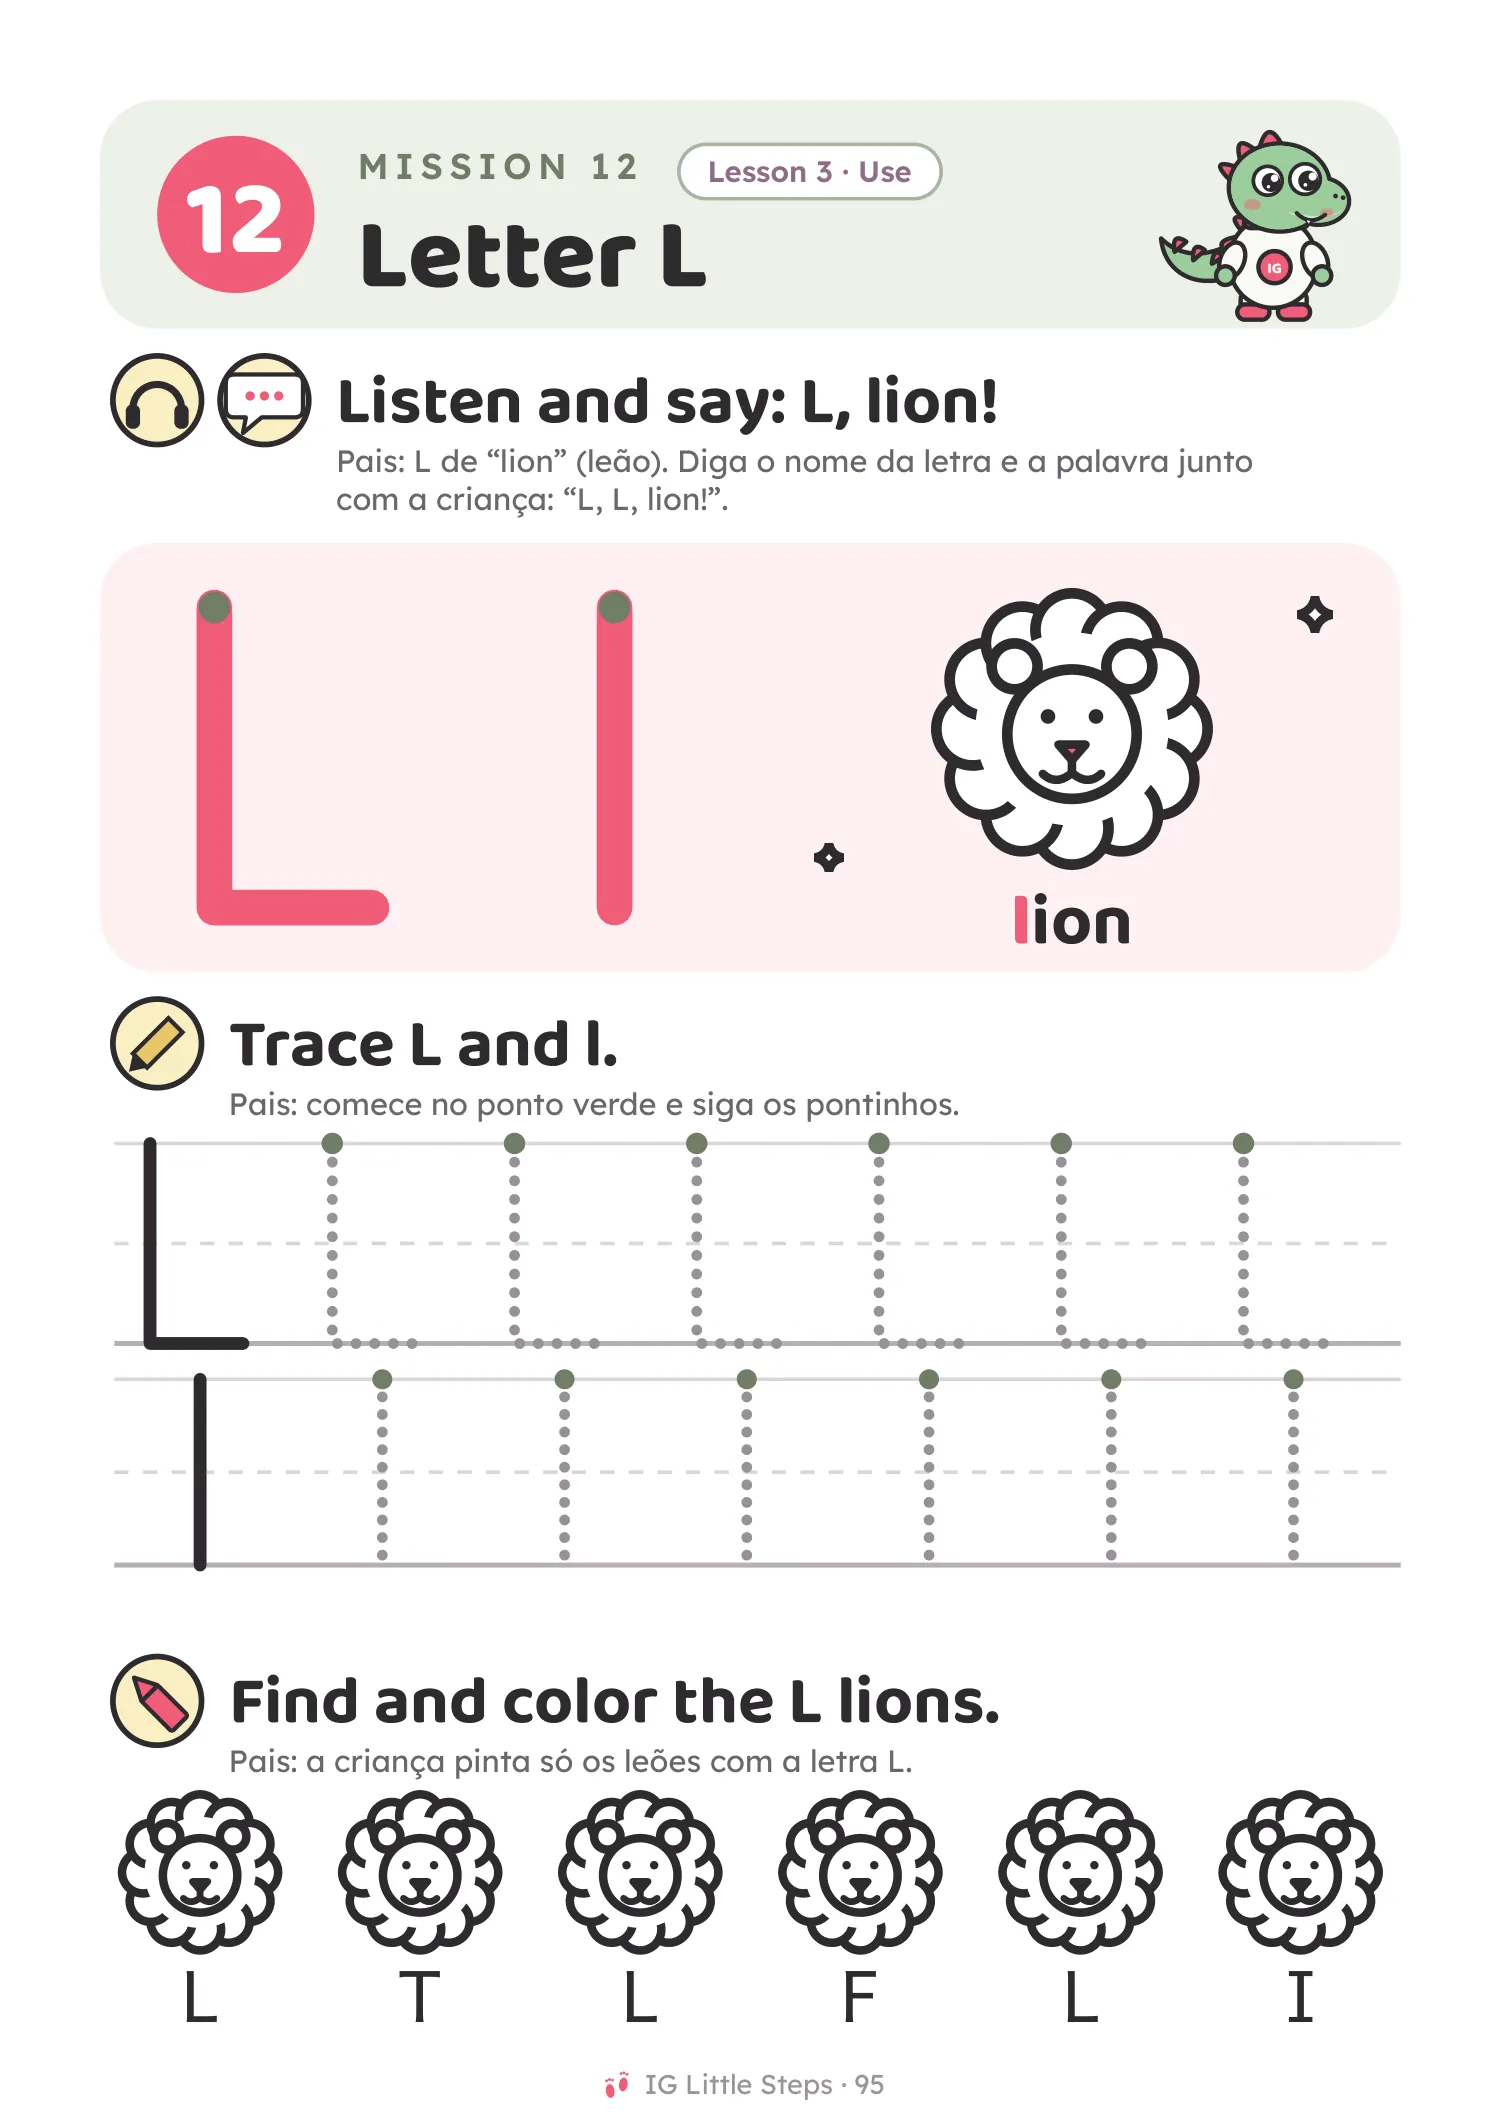 12
MISSION 12
Lesson 3 · Use
Letter L
IG
Listen and say: L, lion!
Pais: L de “lion” (leão). Diga o nome da letra e a palavra junto
com a criança: “L, L, lion!”.
L l
lion
Trace L and l.
Pais: comece no ponto verde e siga os pontinhos.
L L L L L L L
l l l l l l l
Find and color the L lions.
Pais: a criança pinta só os leões com a letra L.
L T L F L I
IG Little Steps · 95